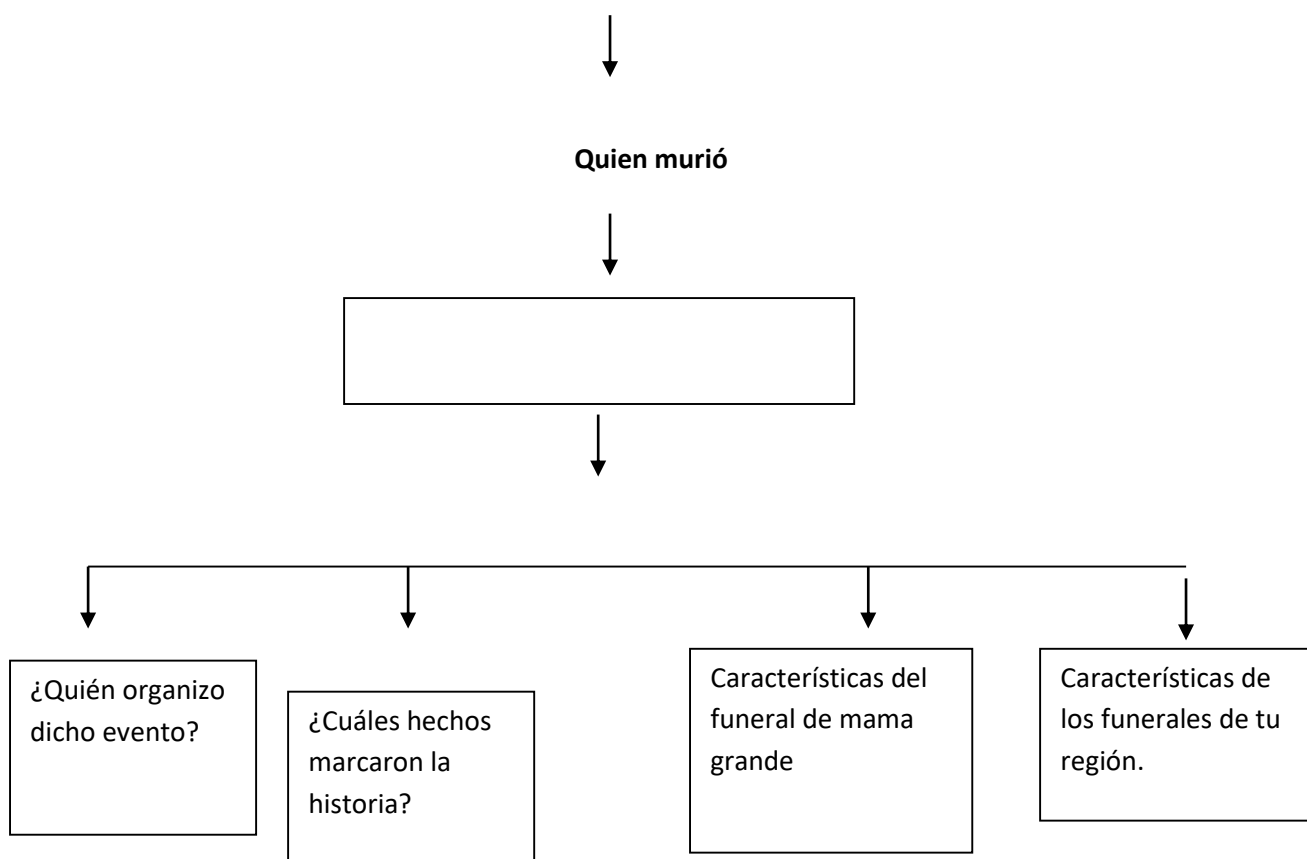 Quien murió
¿Quién organizo
dicho evento?
¿Cuáles hechos
marcaron la
historia?
Características del
funeral de mama
grande
Características de
los funerales de tu
región.